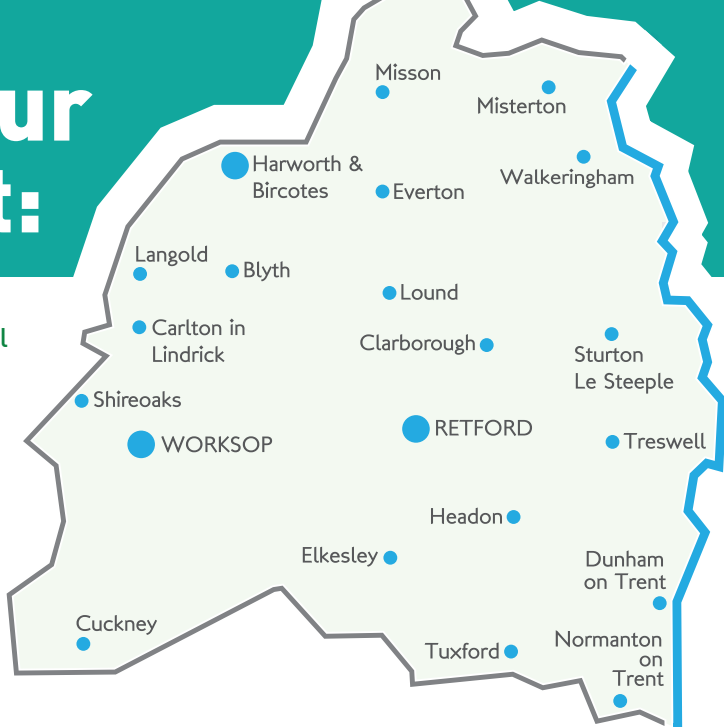 ur
t:
l
Misson
Misterton
Harworth &
Bircotes
Walkeringham
Everton
Langold
Blyth
Lound
Carlton in
Lindrick
Clarborough
Sturton
Le Steeple
Shireoaks
WORKSOP
RETFORD
Treswell
Headon
Elkesley
Dunham
on Trent
Cuckney
Tuxford
Normanton
on
Trent